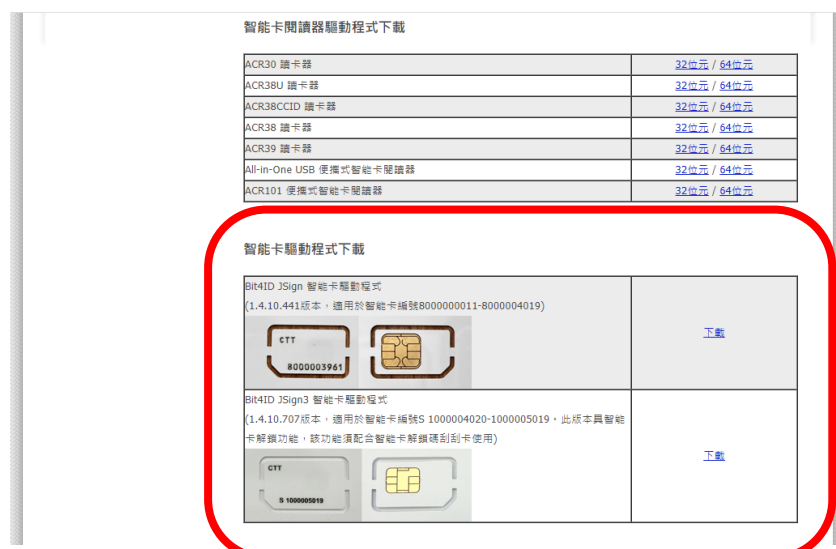 智能卡閱讀器驅動程式下載
ACR30 讀卡器 32位元 / 64位元
ACR38U 讀卡器 32位元 / 64位元
ACR38CCID 讀卡器 32位元 / 64位元
ACR38 讀卡器 32位元 / 64位元
ACR39 讀卡器 32位元 / 64位元
All-in-One USB 便攜式智能卡閱讀器 32位元 / 64位元
ACR101 便攜式智能卡閱讀器 32位元 / 64位元
智能卡驅動程式下載
Bit4ID JSign 智能卡驅動程式
(1.4.10.441版本，適用於智能卡編號8000000011-8000004019)
下載
CTT
8000003961
Bit4ID JSign3 智能卡驅動程式
(1.4.10.707版本，適用於智能卡編號S 1000004020-1000005019，此版本具智能
卡解鎖功能，該功能須配合智能卡解鎖碼刮刮卡使用)
下載
CTT
S 1000005019